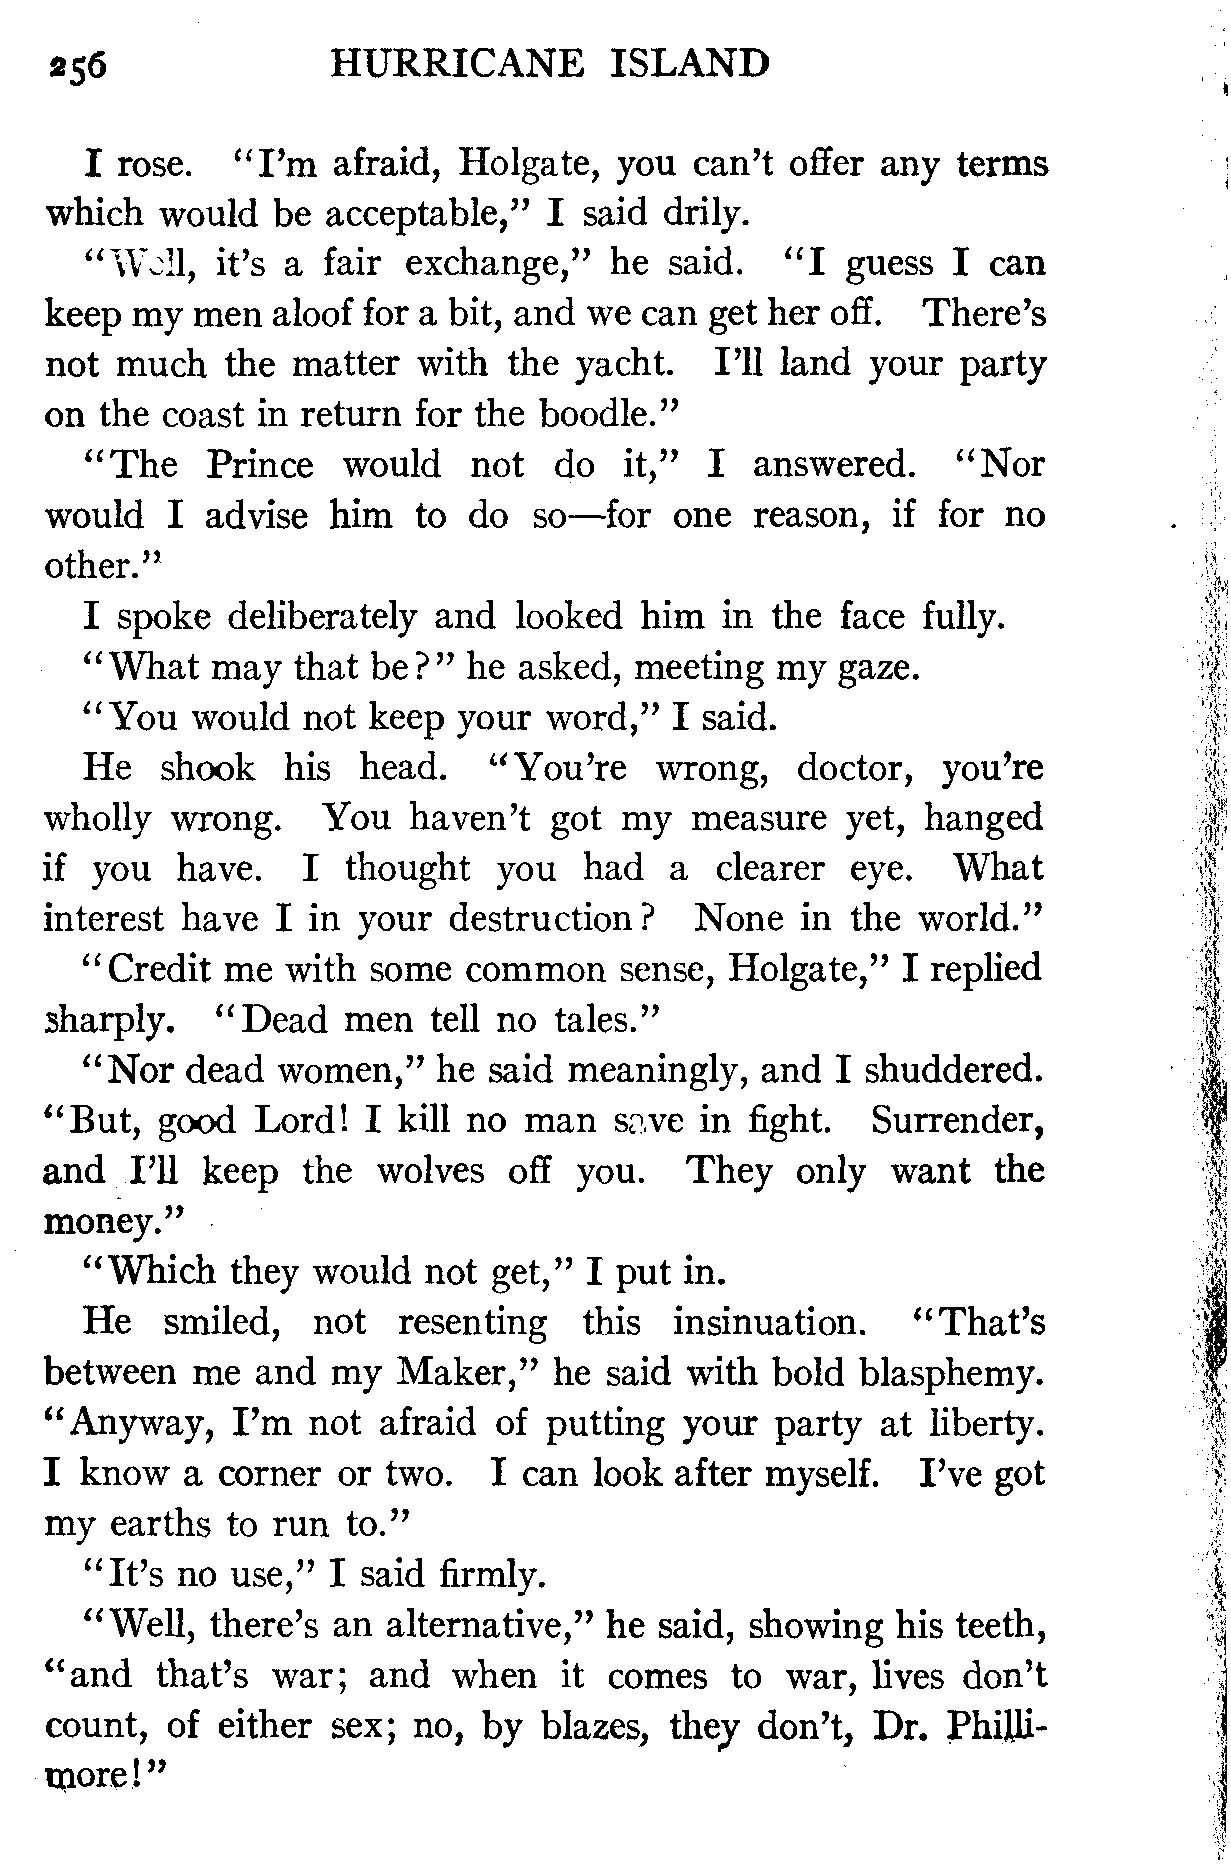 256 HURRICANE ISLAND
I rose. "I'm afraid, Holgate, you can't offer any terms
which would be acceptable," I said drily.
"Well, it's a fair exchange," he said. "I guess I can
keep my men aloof for a bit, and we can get her off. There's
not much the matter with the yacht. I'll land your party
on the coast in return for the boodle."
"The Prince would not do it," I answered. "Nor
would I advise him to do so—for one reason, if for no
other."
I spoke deliberately and looked him in the face fully.
"What may that be?" he asked, meeting my gaze.
"You would not keep your word," I said.
He shook his head. "You're wrong, doctor, you're
wholly wrong. You haven't got my measure yet, hanged
if you have. I thought you had a clearer eye. What
interest have I in your destruction? None in the world."
"Credit me with some common sense, Holgate," I replied
sharply. "Dead men tell no tales."
"Nor dead women," he said meaningly, and I shuddered.
"But, good Lord! I kill no man save in fight. Surrender,
and I'll keep the wolves off you. They only want the
money."
"Which they would not get," I put in.
He smiled, not resenting this insinuation. "That's
between me and my Maker," he said with bold blasphemy.
"Anyway, I'm not afraid of putting your party at liberty.
I know a corner or two. I can look after myself. I've got
my earths to run to."
"It's no use," I said firmly.
"Well, there's an alternative," he said, showing his teeth,
"and that's war; and when it comes to war, lives don't
count, of either sex; no, by blazes, they don't, Dr. Philli-
more!"